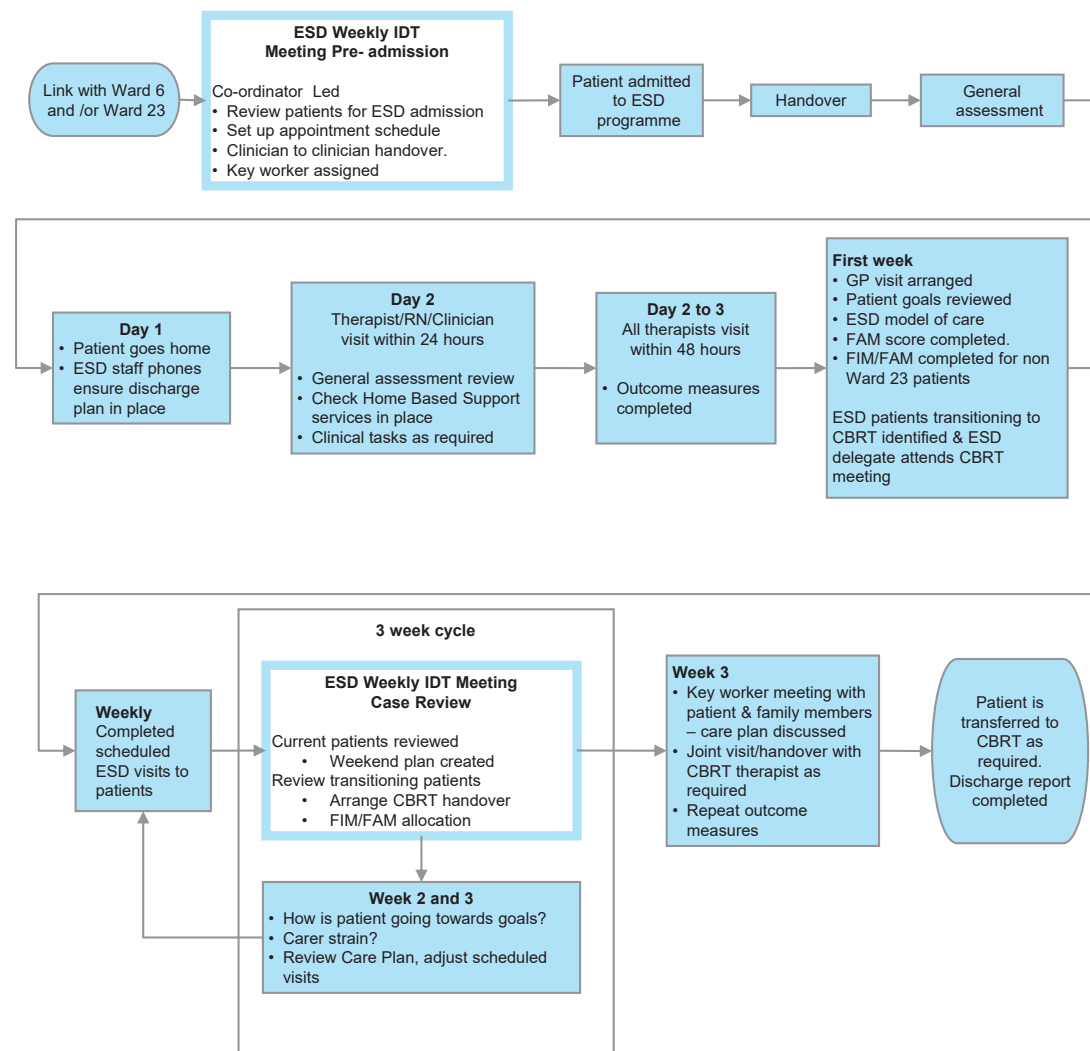 ESD Weekly IDT
Meeting Pre- admission
Link with Ward 6
and /or Ward 23
Co-ordinator Led
• Review patients for ESD admission
• Set up appointment schedule
• Clinician to clinician handover.
• Key worker assigned
Patient admitted
to ESD
programme
Handover
General
assessment
Day 1
• Patient goes home
• ESD staff phones
ensure discharge
plan in place
Day 2
Therapist/RN/Clinician
visit within 24 hours
• General assessment review
• Check Home Based Support
services in place
• Clinical tasks as required
Day 2 to 3
All therapists visit
within 48 hours
• Outcome measures
completed
First week
• GP visit arranged
• Patient goals reviewed
• ESD model of care
• FAM score completed.
• FIM/FAM completed for non
Ward 23 patients
ESD patients transitioning to
CBRT identified & ESD
delegate attends CBRT
meeting
Weekly
Completed
scheduled
ESD visits to
patients
3 week cycle
ESD Weekly IDT Meeting
Case Review
Current patients reviewed
• Weekend plan created
Review transitioning patients
• Arrange CBRT handover
• FIM/FAM allocation
Week 2 and 3
• How is patient going towards goals?
• Carer strain?
• Review Care Plan, adjust scheduled
visits
Week 3
• Key worker meeting with
patient & family members
– care plan discussed
• Joint visit/handover with
CBRT therapist as
required
• Repeat outcome
measures
Patient is
transferred to
CBRT as
required.
Discharge report
completed